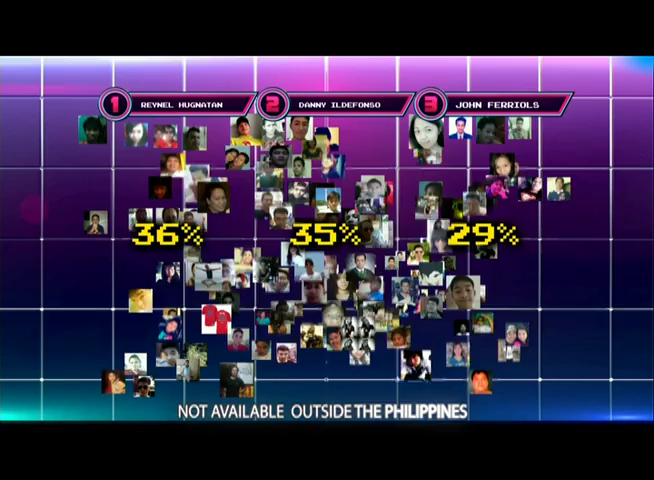 1 REYNEL HUGNATAN
2 DANNY ILDEFONSO
3 JOHN FERRIOLS
36% 35% 29%
NOT AVAILABLE OUTSIDE THE PHILIPPINES